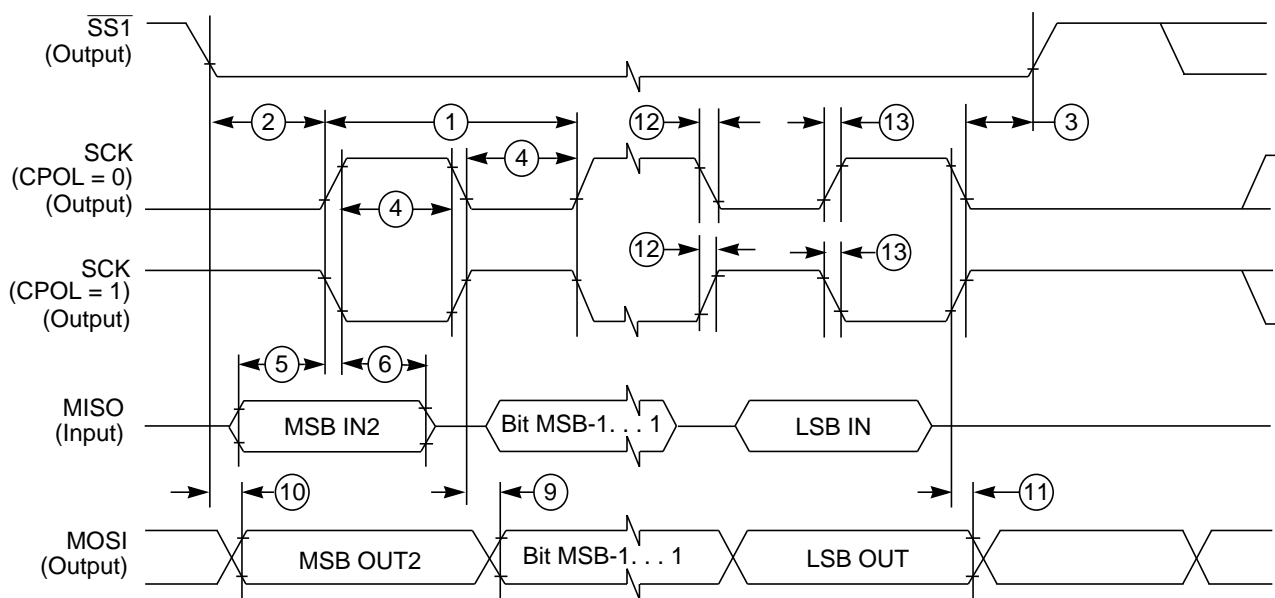 SS1
(Output)
2
1
12
13
3
SCK
(CPOL = 0)
(Output)
4
4
SCK
(CPOL = 1)
(Output)
12
13
5
6
MISO
(Input)
MSB IN2
Bit MSB-1. . . 1
LSB IN
10
9
11
MOSI
(Output)
MSB OUT2
Bit MSB-1. . . 1
LSB OUT